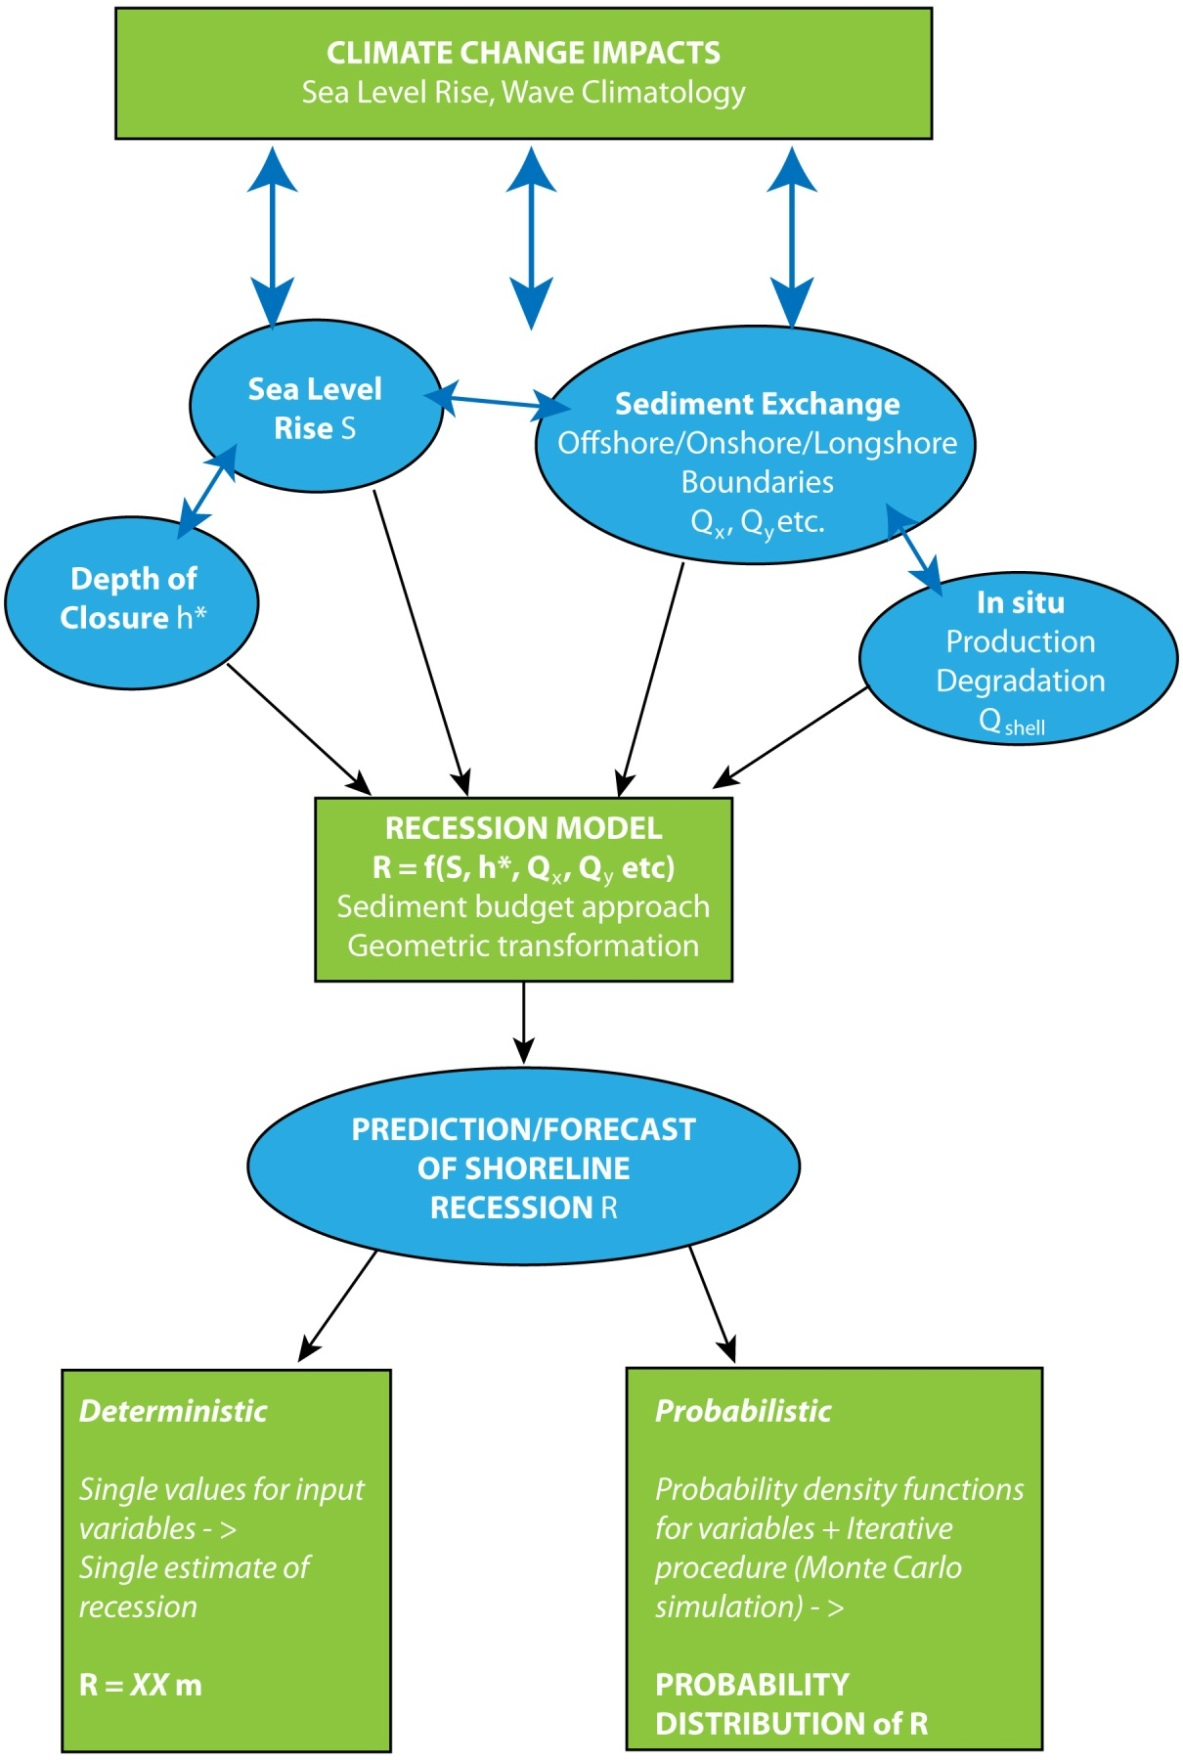 CLIMATE CHANGE IMPACTS
Sea Level Rise, Wave Climatology
Sea Level
Rise S
Sediment Exchange
Offshore/Onshore/Longshore
Boundaries
Qx, Qy etc.
Depth of
Closure h*
In situ
Production
Degradation
Q shell
RECESSION MODEL
R = f(S, h*, Qx, Qy etc)
Sediment budget approach
Geometric transformation
PREDICTION/FORECAST
OF SHORELINE
RECESSION R
Deterministic
Single values for input
variables - >
Single estimate of
recession
R = XX m
Probabilistic
Probability density functions
for variables + Iterative
procedure (Monte Carlo
simulation) - >
PROBABILITY
DISTRIBUTION of R